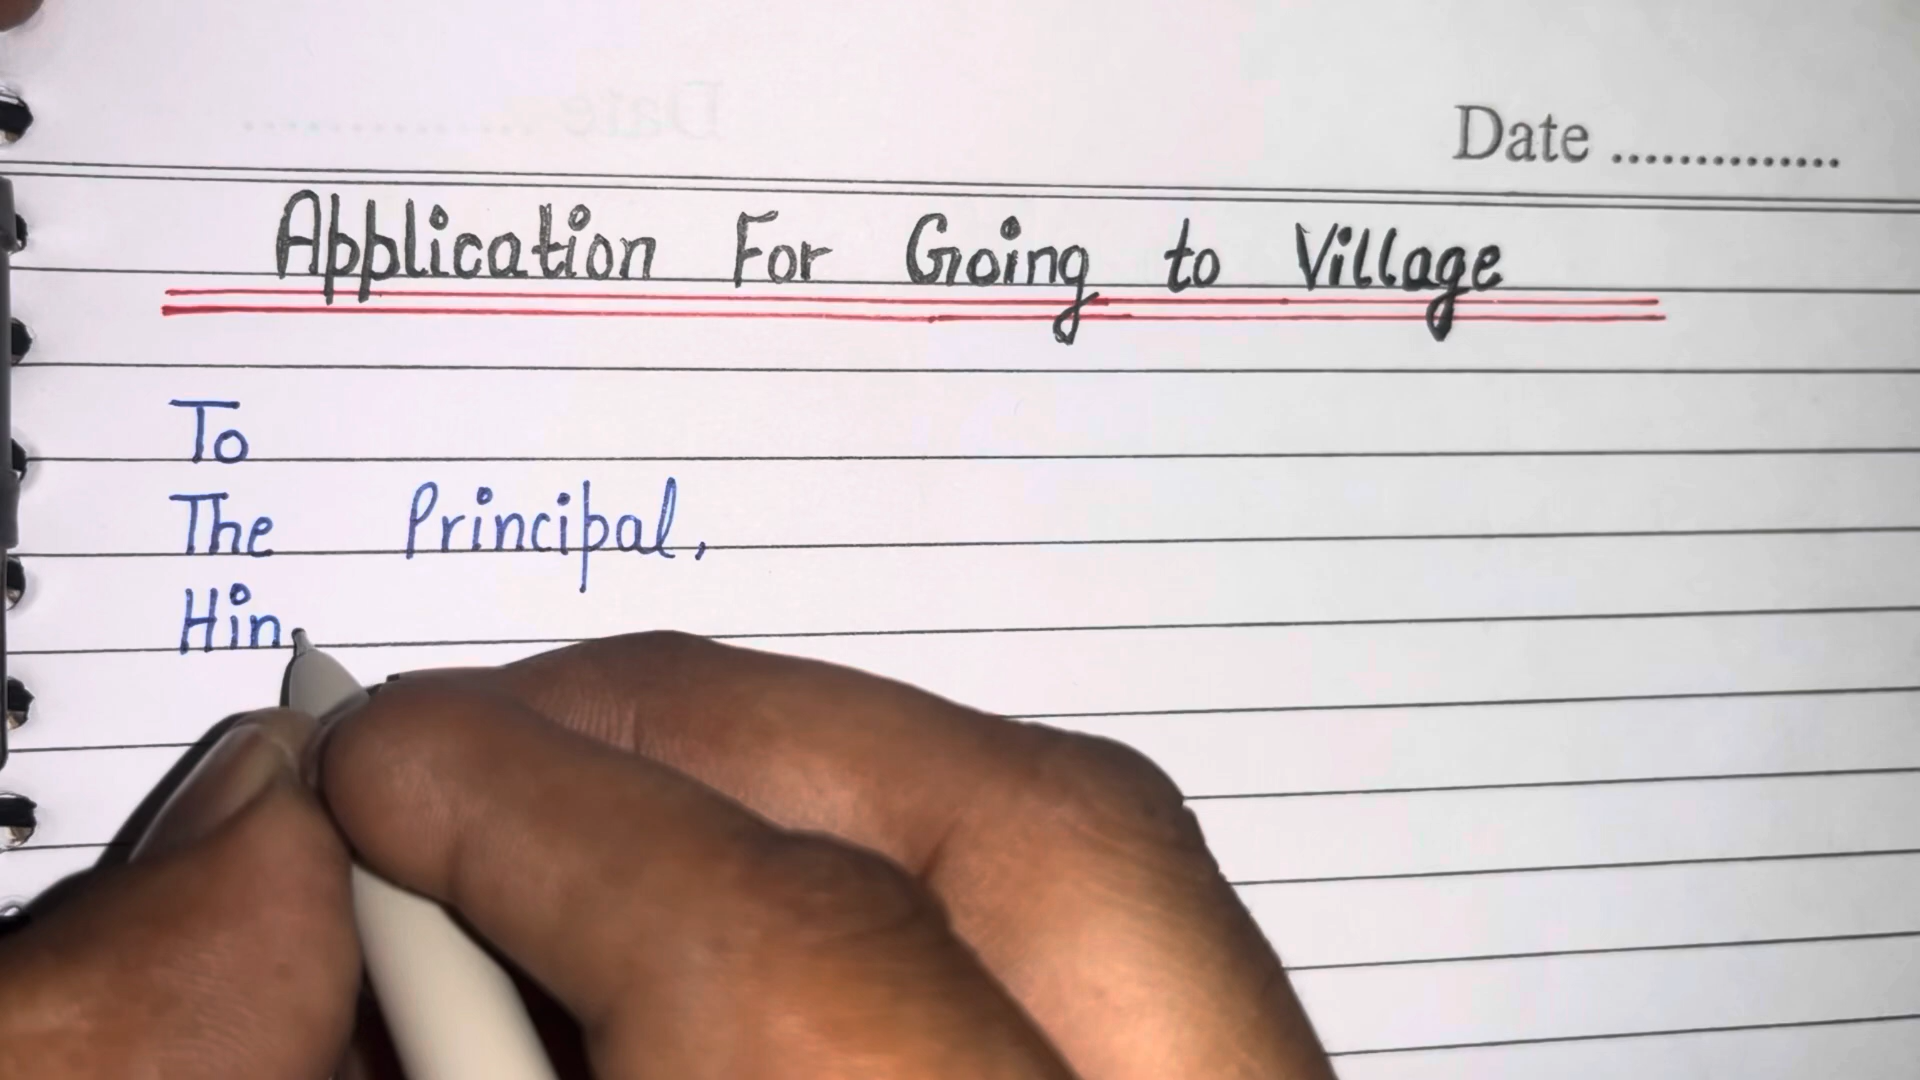 Date ..............
Application For Going to Village
To
The Principal,
Hin